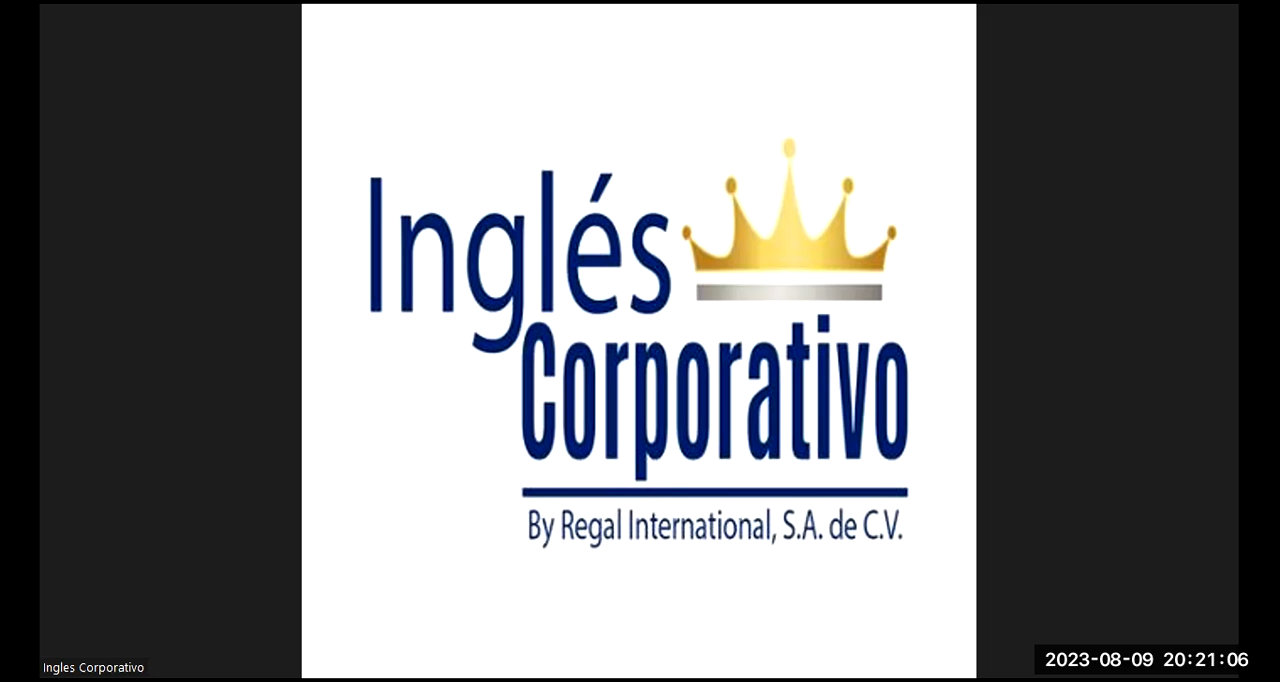 Inglés
Corporativo
By Regal International, S.A. de C.V.
Ingles Corporativo
2023-08-09 20:21:06